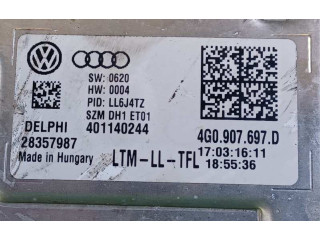 SW: 0620
HW: 0004
PID: LL6J4TZ
SZM DH1 ET01
DELPHI 401140244
4G0.907.697.D
28357987
17:03:16:11
Made in Hungary LTM-LL-TFL 18:55:36